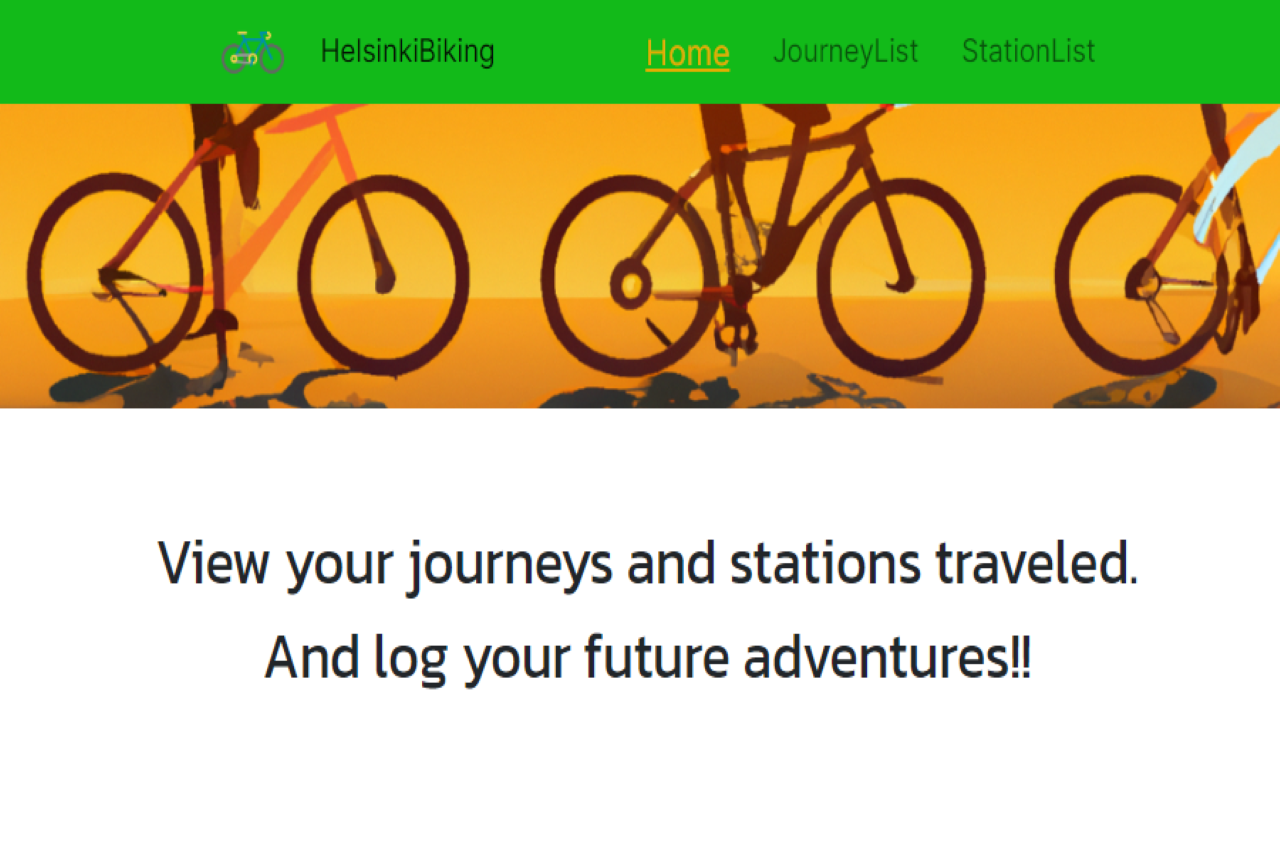 HelsinkiBiking Home JourneyList StationList
View your journeys and stations traveled.
And log your future adventures!!